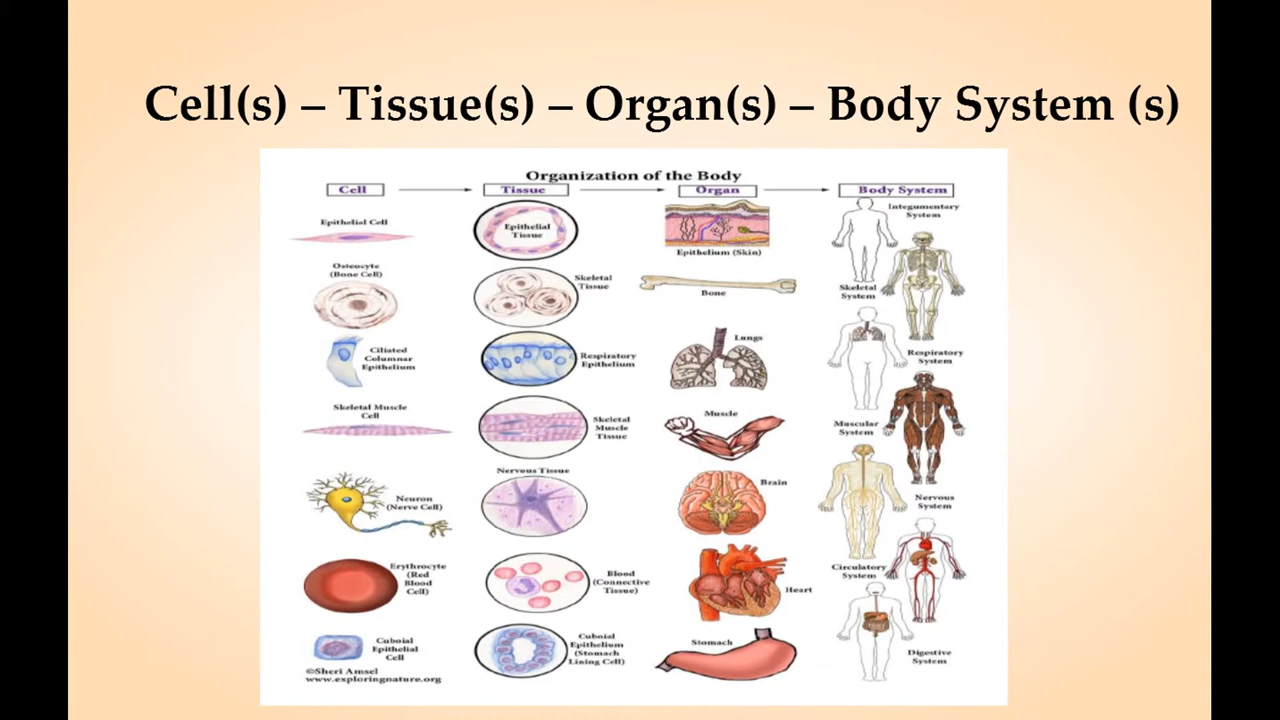 Cell(s) – Tissue(s) – Organ(s) – Body System (s)
Organization of the Body
Cell
Tissue
Organ
Body System
Epithelial Cell
Epithelial
Tissue
Epithelium (Skin)
Integumentary
System
Osteocyte
(Bone Cell)
Skeletal
Tissue
Bone
Skeletal
System
Ciliated
Columnar
Epithelium
Respiratory
Epithelium
Lungs
Respiratory
System
Skeletal Muscle
Cell
Skeletal
Muscle
Tissue
Muscle
Muscular
System
Neuron
(Nerve Cell)
Nervous Tissue
Brain
Nervous
System
Erythrocyte
(Red
Blood
Cell)
Blood
(Connective
Tissue)
Heart
Circulatory
System
Cuboial
Epithelial
Cell
Cuboial
Epithelium
(Stomach
Lining Cell)
Stomach
Digestive
System
©Sheri Amsel
www.exploringnature.org